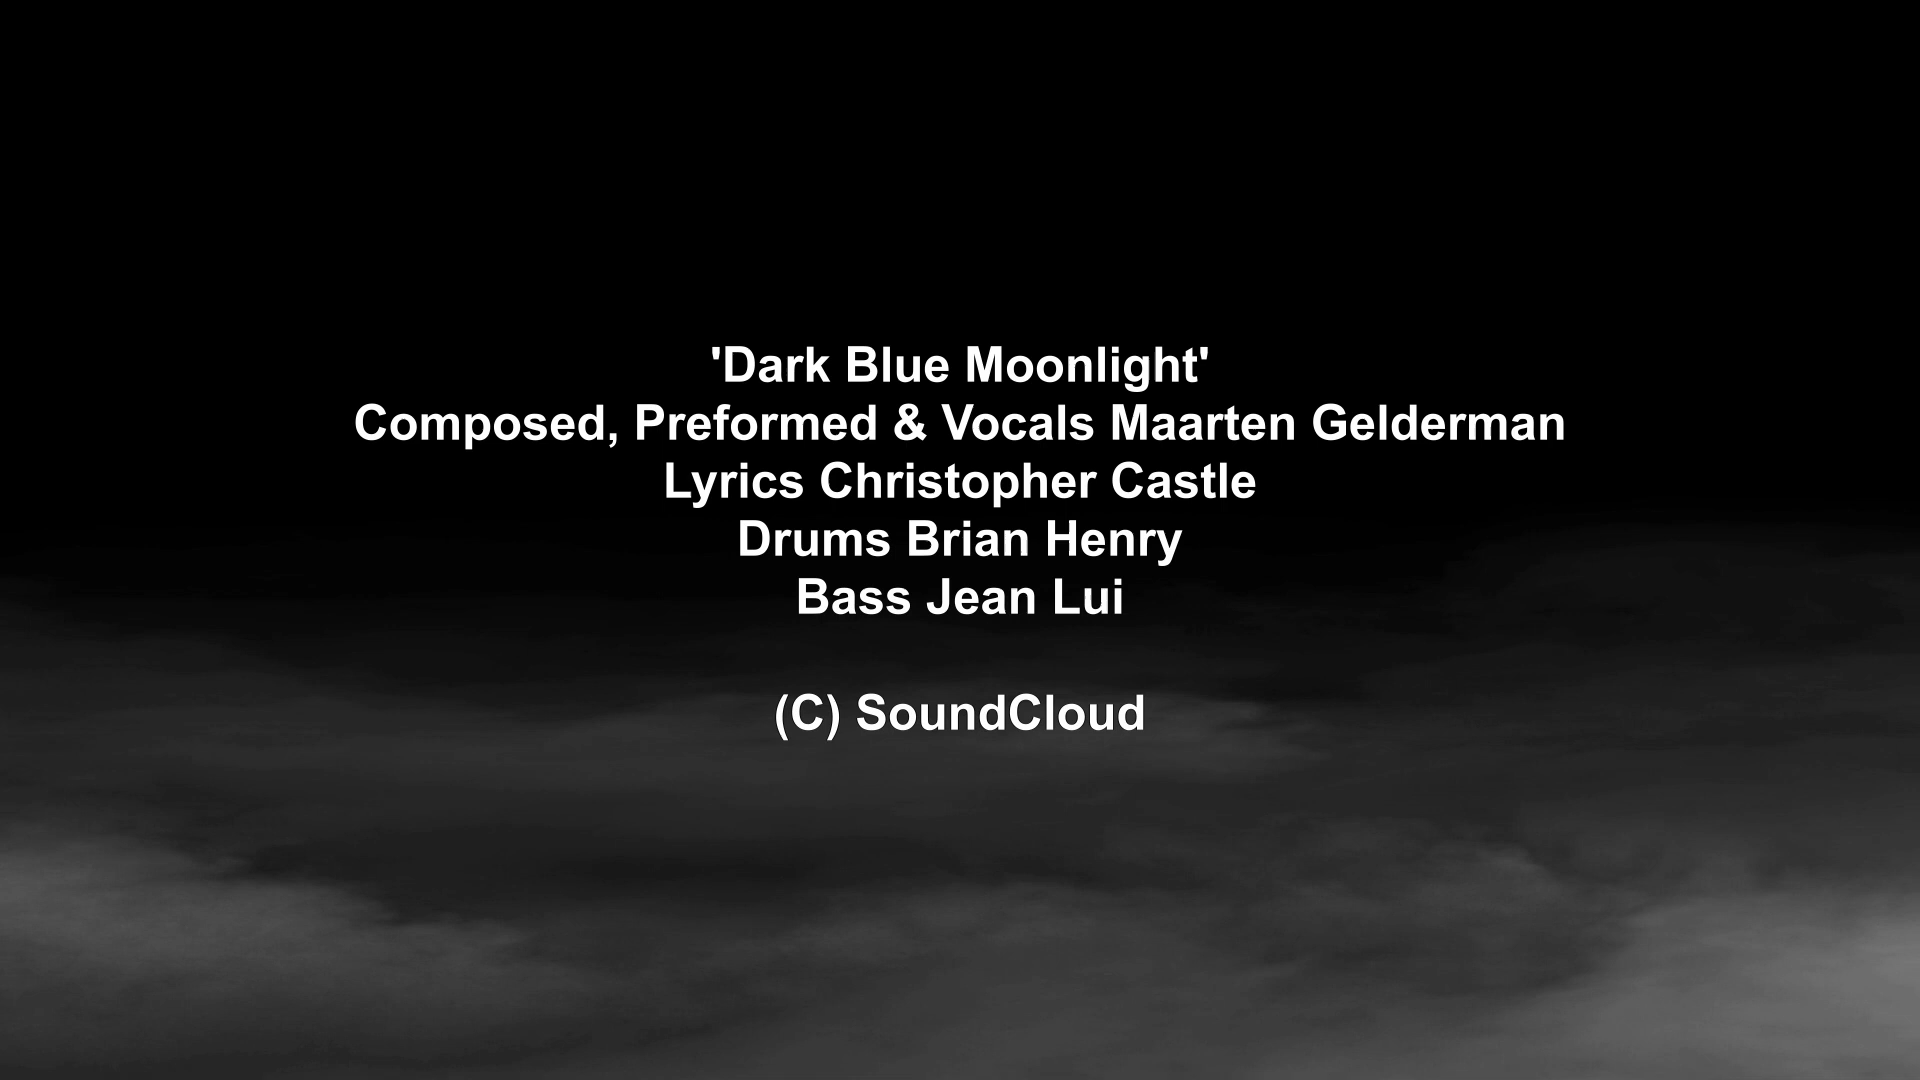 'Dark Blue Moonlight'
Composed, Preformed & Vocals Maarten Gelderman
Lyrics Christopher Castle
Drums Brian Henry
Bass Jean Lui
(C) SoundCloud